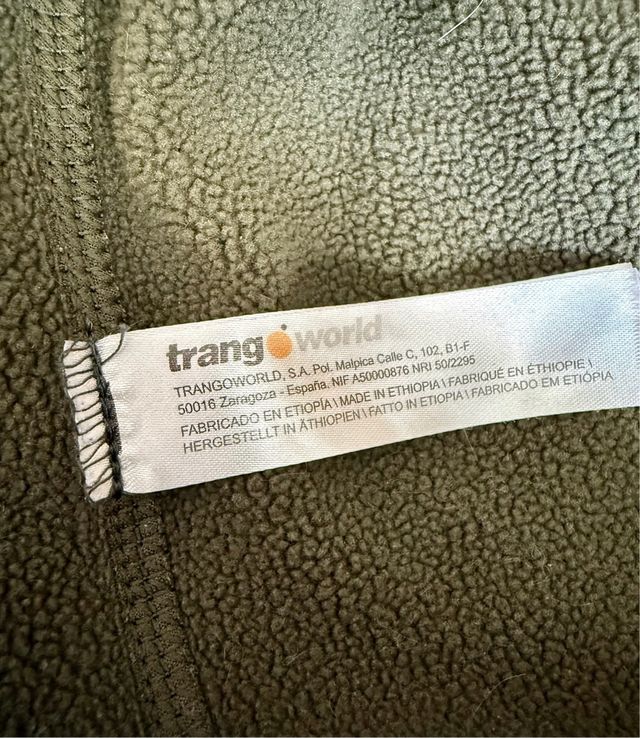 trangoworld
TRANGOWORLD, S.A. Pol. Malpica Calle C, 102, B1-F
50016 Zaragoza - España. NIF A50000876 NRI 50/2295
FABRICADO EN ETIOPÍA \ MADE IN ETHIOPIA \ FABRIQUÉ EN ÉTHIOPIE \
HERGESTELLT IN ÄTHIOPIEN \ FATTO IN ETIOPIA \ FABRICADO EM ETIÓPIA